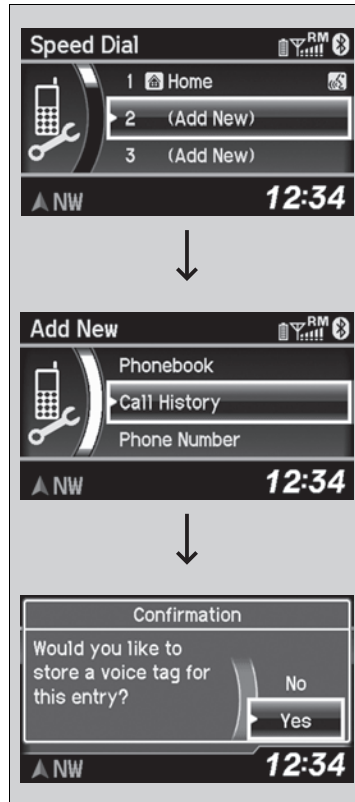 Speed Dial
RM
1 Home
2 (Add New)
3 (Add New)
NW 12:34
Add New
RM
Phonebook
Call History
Phone Number
NW 12:34
Confirmation
Would you like to
store a voice tag for
this entry?
No
Yes
NW 12:34